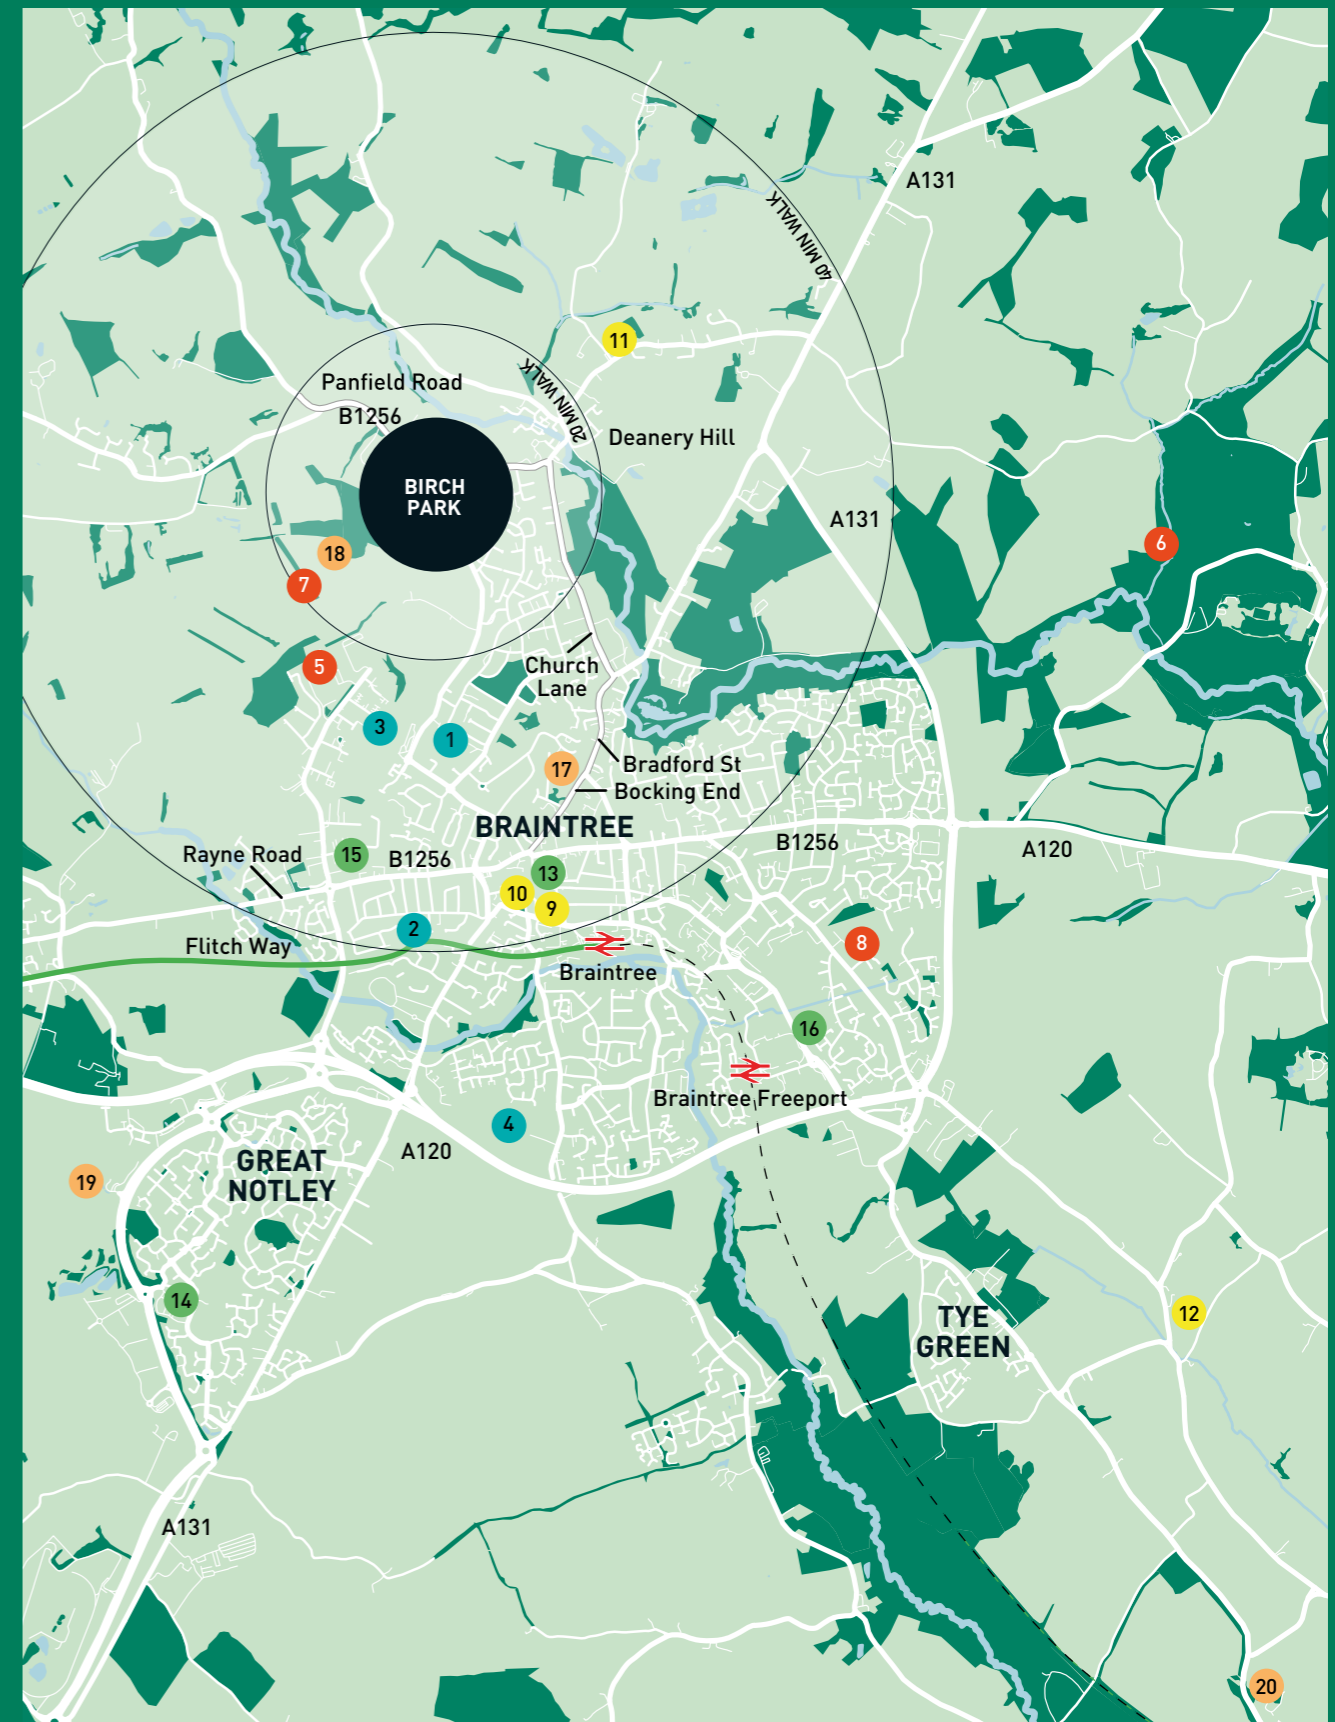 A131
40 MIN WALK
11
20 MIN WALK
Panfield Road
B1256
Deanery Hill
BIRCH
PARK
A131
6
18
7
5
Church
Lane
3
1
17
Bradford St
Bocking End
BRAINTREE
B1256
A120
Rayne Road
15
B1256
13
10
9
2
8
Flitch Way
Braintree
16
Braintree Freeport
4
A120
GREAT
NOTLEY
19
14
TYE
GREEN
12
A131
20